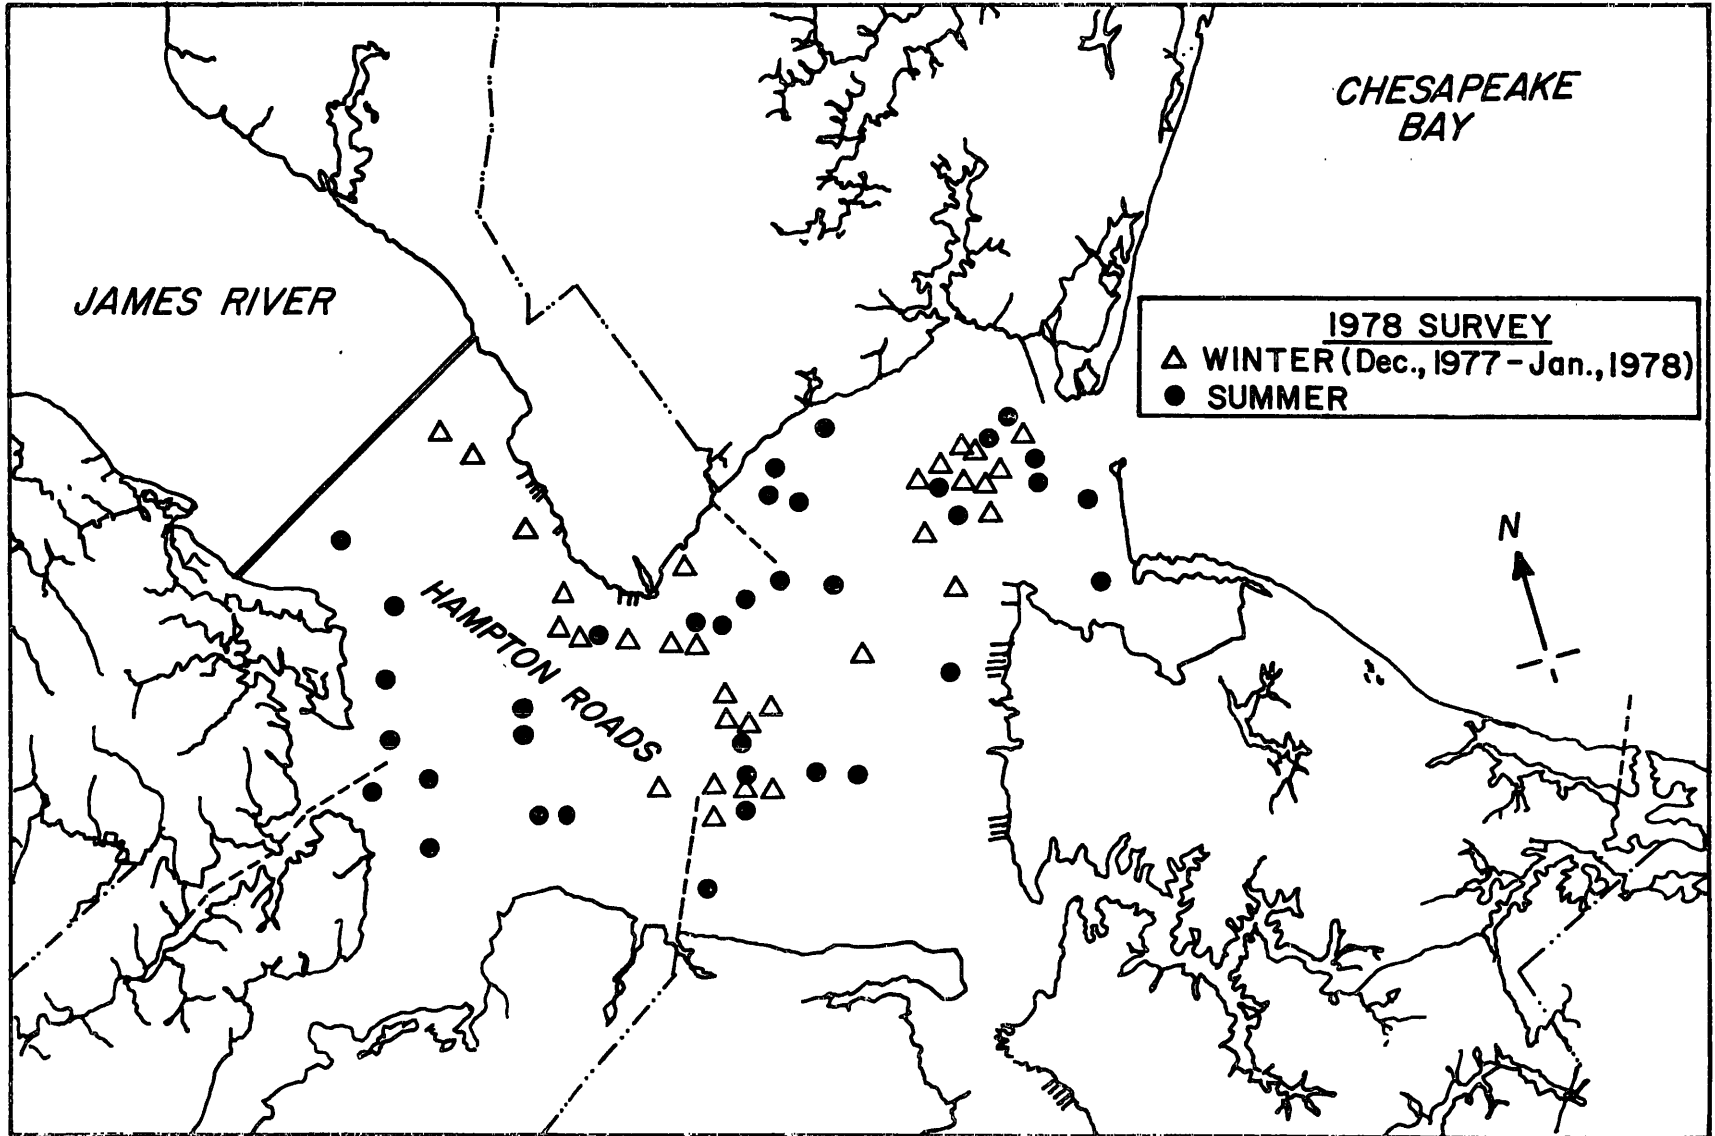 CHESAPEAKE
BAY
JAMES RIVER
1978 SURVEY
△ WINTER (Dec., 1977-Jan., 1978)
● SUMMER
N
HAMPTON ROADS